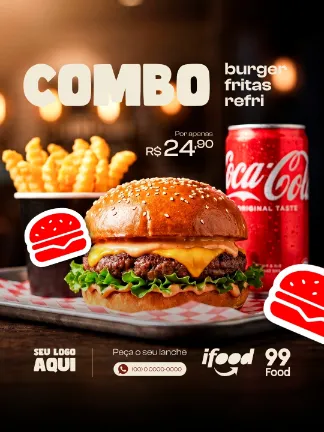 COMBO
burger
fritas
refri
Por apenas
R$ 24,90
Coca-Cola
ORIGINAL TASTE
SEU LOGO
AQUI
Peça o seu lanche
(00) 0 0000-0000
ifood
99
Food